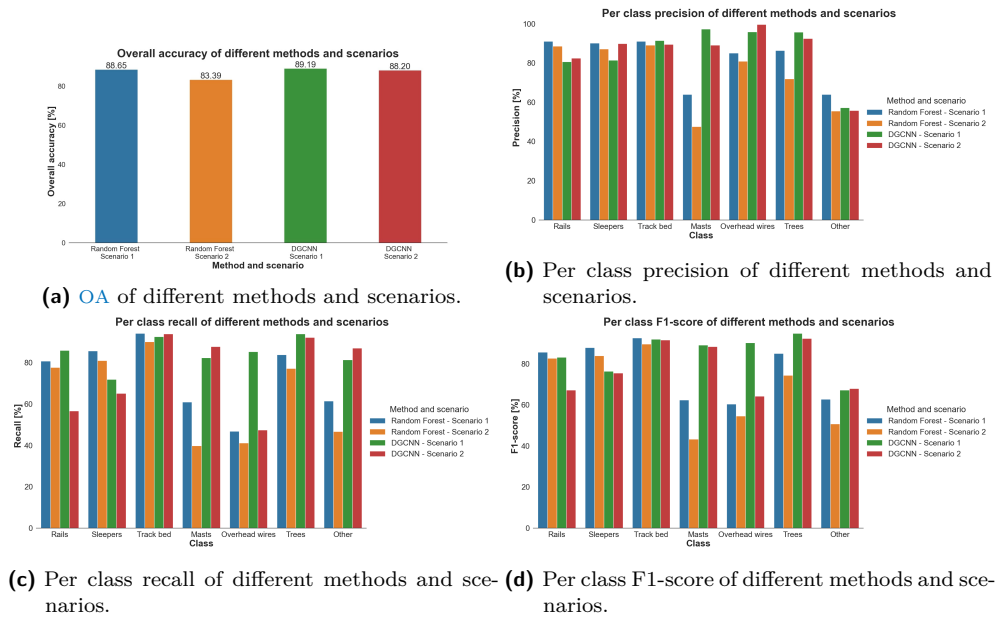 Overall accuracy of different methods and scenarios
88.65
83.39
89.19
88.20
Overall accuracy [%]
80
60
40
20
0
Random Forest
Scenario 1
Random Forest
Scenario 2
DGCNN
Scenario 1
DGCNN
Scenario 2
Method and scenario
(a) OA of different methods and scenarios.
Per class precision of different methods and scenarios
Precision [%]
100
80
60
40
20
0
Rails Sleepers Track bed Masts Overhead wires Trees Other
Class
Method and scenario
Random Forest - Scenario 1
Random Forest - Scenario 2
DGCNN - Scenario 1
DGCNN - Scenario 2
(b) Per class precision of different methods and
scenarios.
Per class recall of different methods and scenarios
Recall [%]
80
60
40
20
0
Rails Sleepers Track bed Masts Overhead wires Trees Other
Class
Method and scenario
Random Forest - Scenario 1
Random Forest - Scenario 2
DGCNN - Scenario 1
DGCNN - Scenario 2
(c) Per class recall of different methods and sce-
narios.
Per class F1-score of different methods and scenarios
F1-score [%]
80
60
40
20
0
Rails Sleepers Track bed Masts Overhead wires Trees Other
Class
Method and scenario
Random Forest - Scenario 1
Random Forest - Scenario 2
DGCNN - Scenario 1
DGCNN - Scenario 2
(d) Per class F1-score of different methods and sce-
narios.